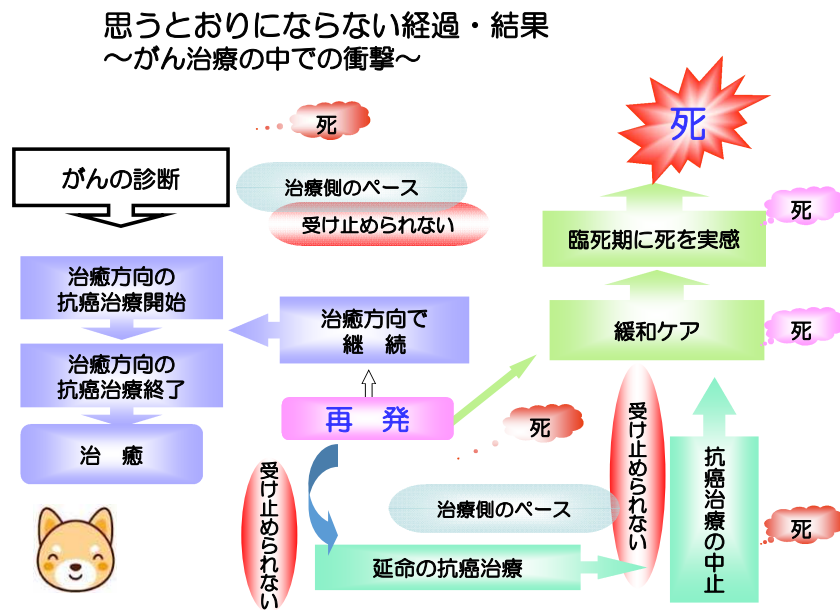 思うとおりにならない経過・結果
～がん治療の中での衝撃～
死
死
がんの診断
治療側のペース
受け止められない
死
臨死期に死を実感
治癒方向の
抗癌治療開始
治癒方向で
継　続
緩和ケア
死
治癒方向の
抗癌治療終了
再　発
死
治　癒
受け止められない
治療側のペース
受け止められない
抗癌治療の中止
死
延命の抗癌治療